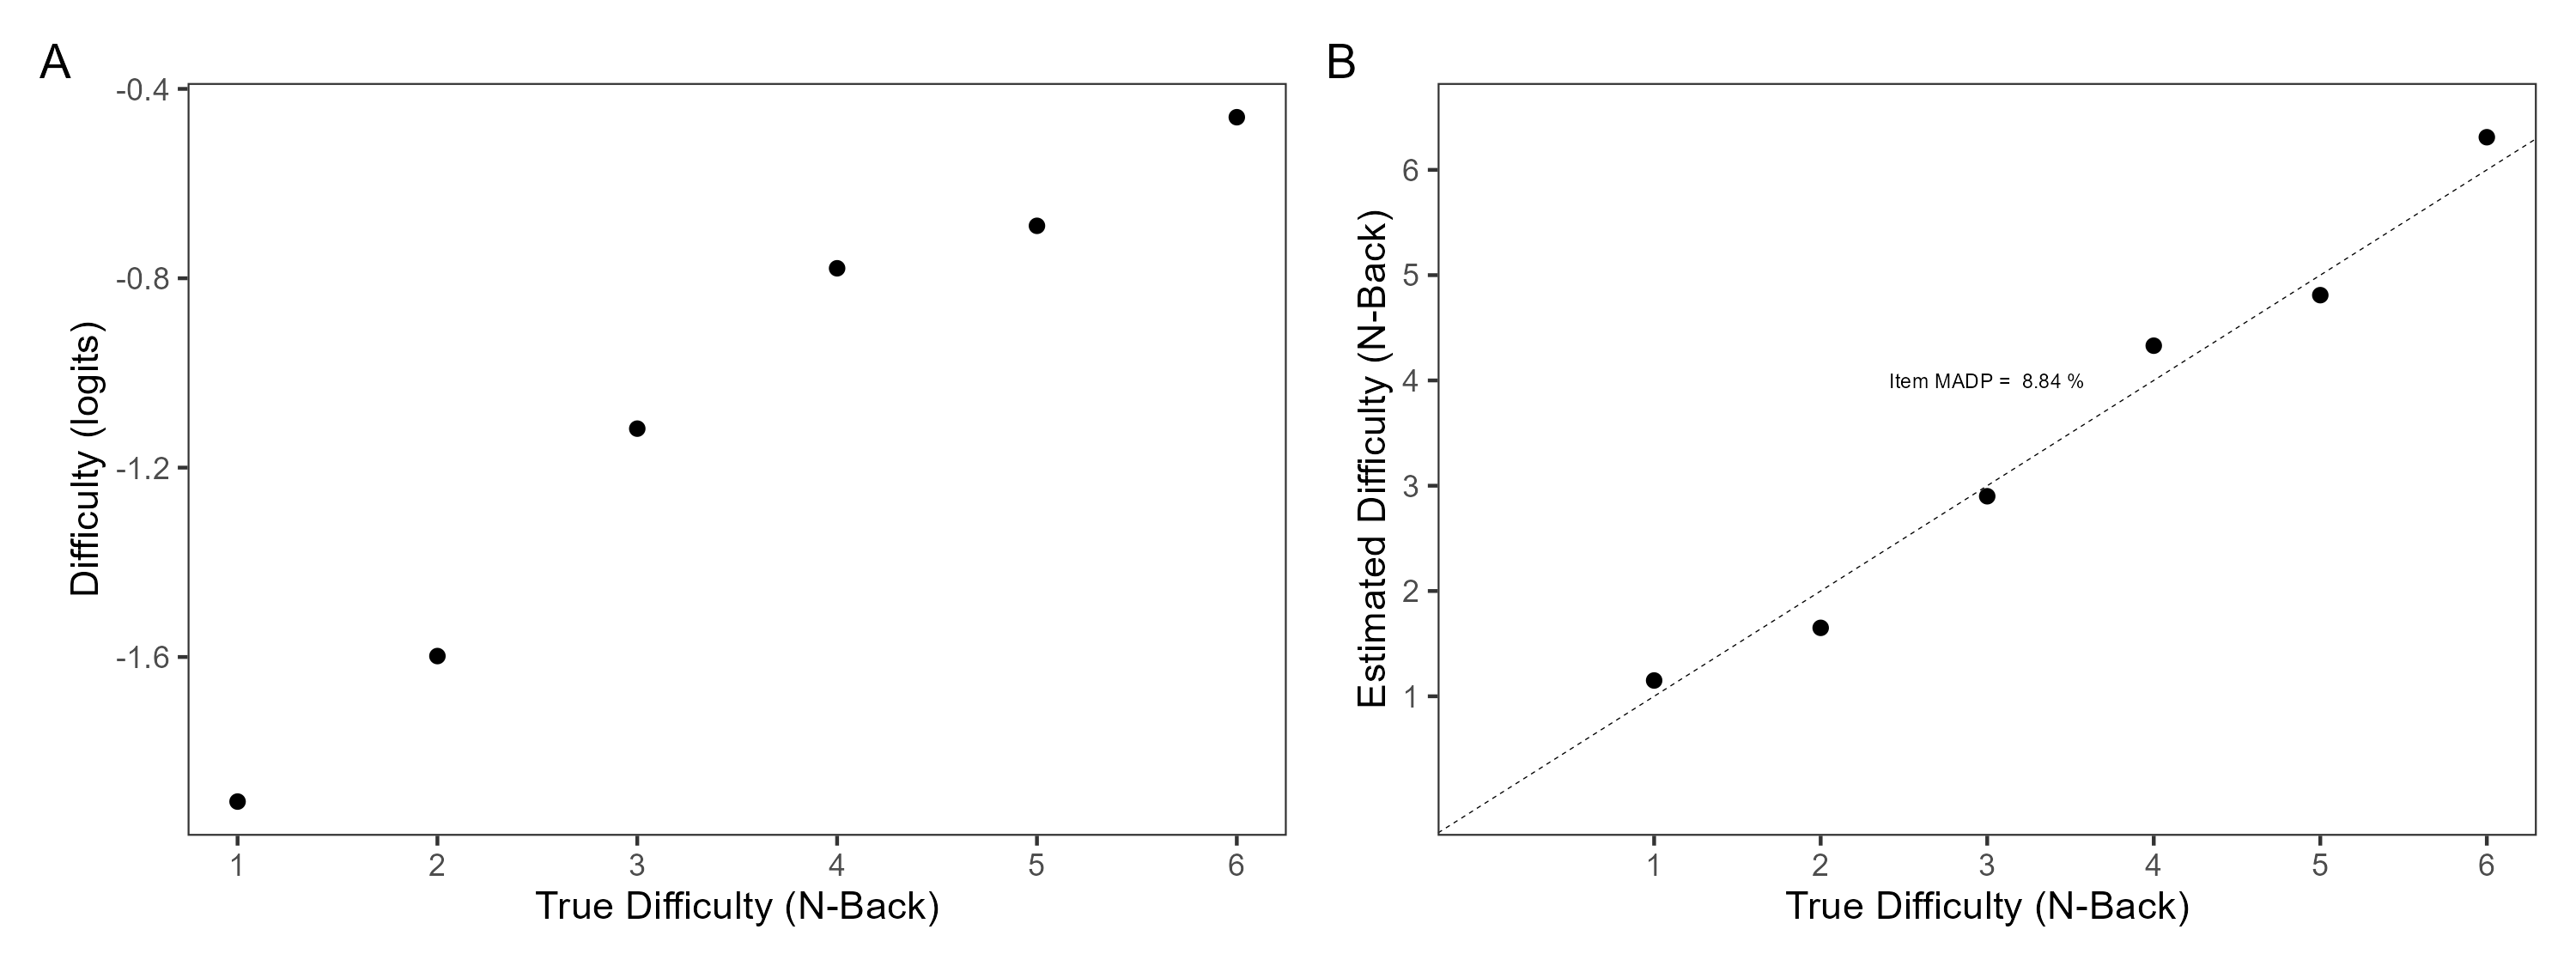 A
-0.4
-0.8
-1.2
-1.6
Difficulty (logits)
1 2 3 4 5 6
True Difficulty (N-Back)
B
6
5
4
3
2
1
Estimated Difficulty (N-Back)
Item MADP =  8.84 %
1 2 3 4 5 6
True Difficulty (N-Back)